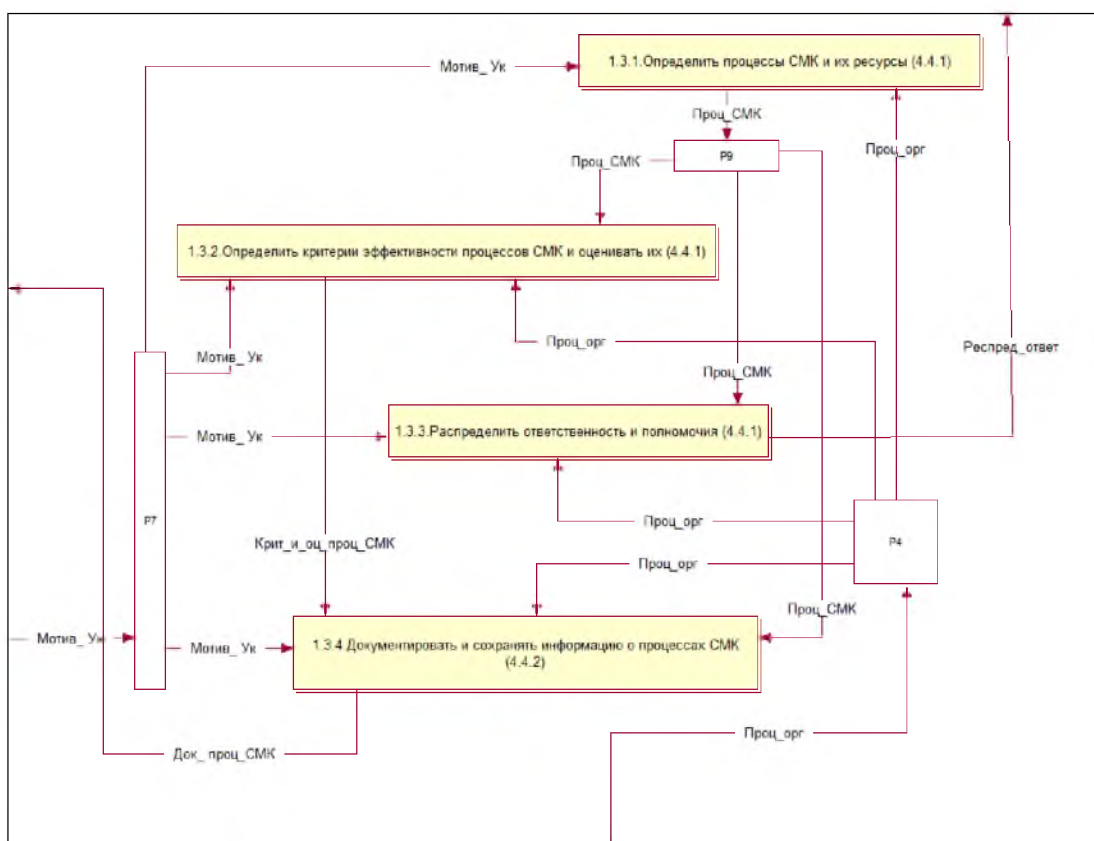 1.3.1.Определить процессы СМК и их ресурсы (4.4.1)
Мотив_ Ук
Проц_СМК
Проц_орг
P9
Проц_СМК
1.3.2.Определить критерии эффективности процессов СМК и оценивать их (4.4.1)
Проц_орг
Респред_ответ
Мотив_ Ук
Проц_СМК
1.3.3.Распределить ответственность и полномочия (4.4.1)
Мотив_ Ук
P7
Проц_орг
P4
Крит_и_оц_проц_СМК
Проц_орг
Проц_СМК
Мотив_ Ук
Мотив_ Ук
1.3.4.Документировать и сохранять информацию о процессах СМК
(4.4.2)
Проц_орг
Док_ проц_СМК